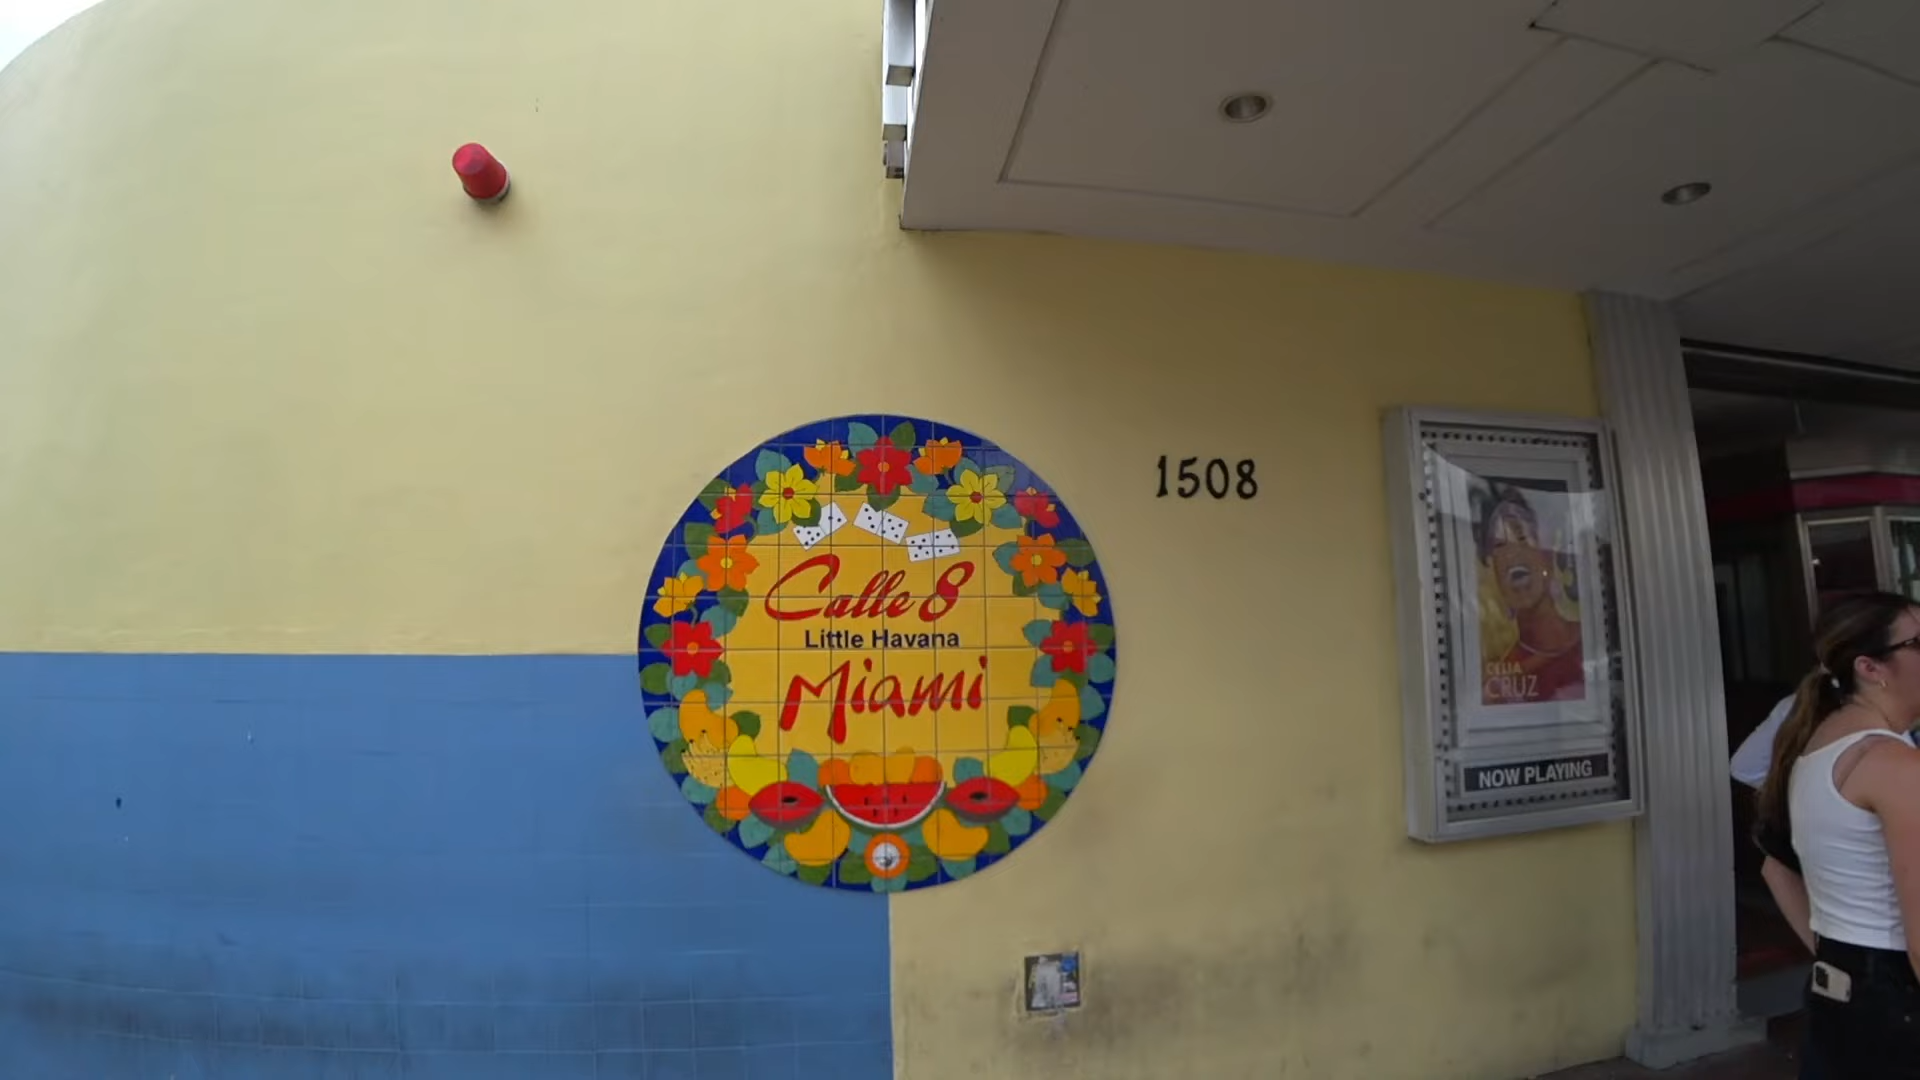 Calle 8
Little Havana
Miami
1508
CELIA
CRUZ
NOW PLAYING